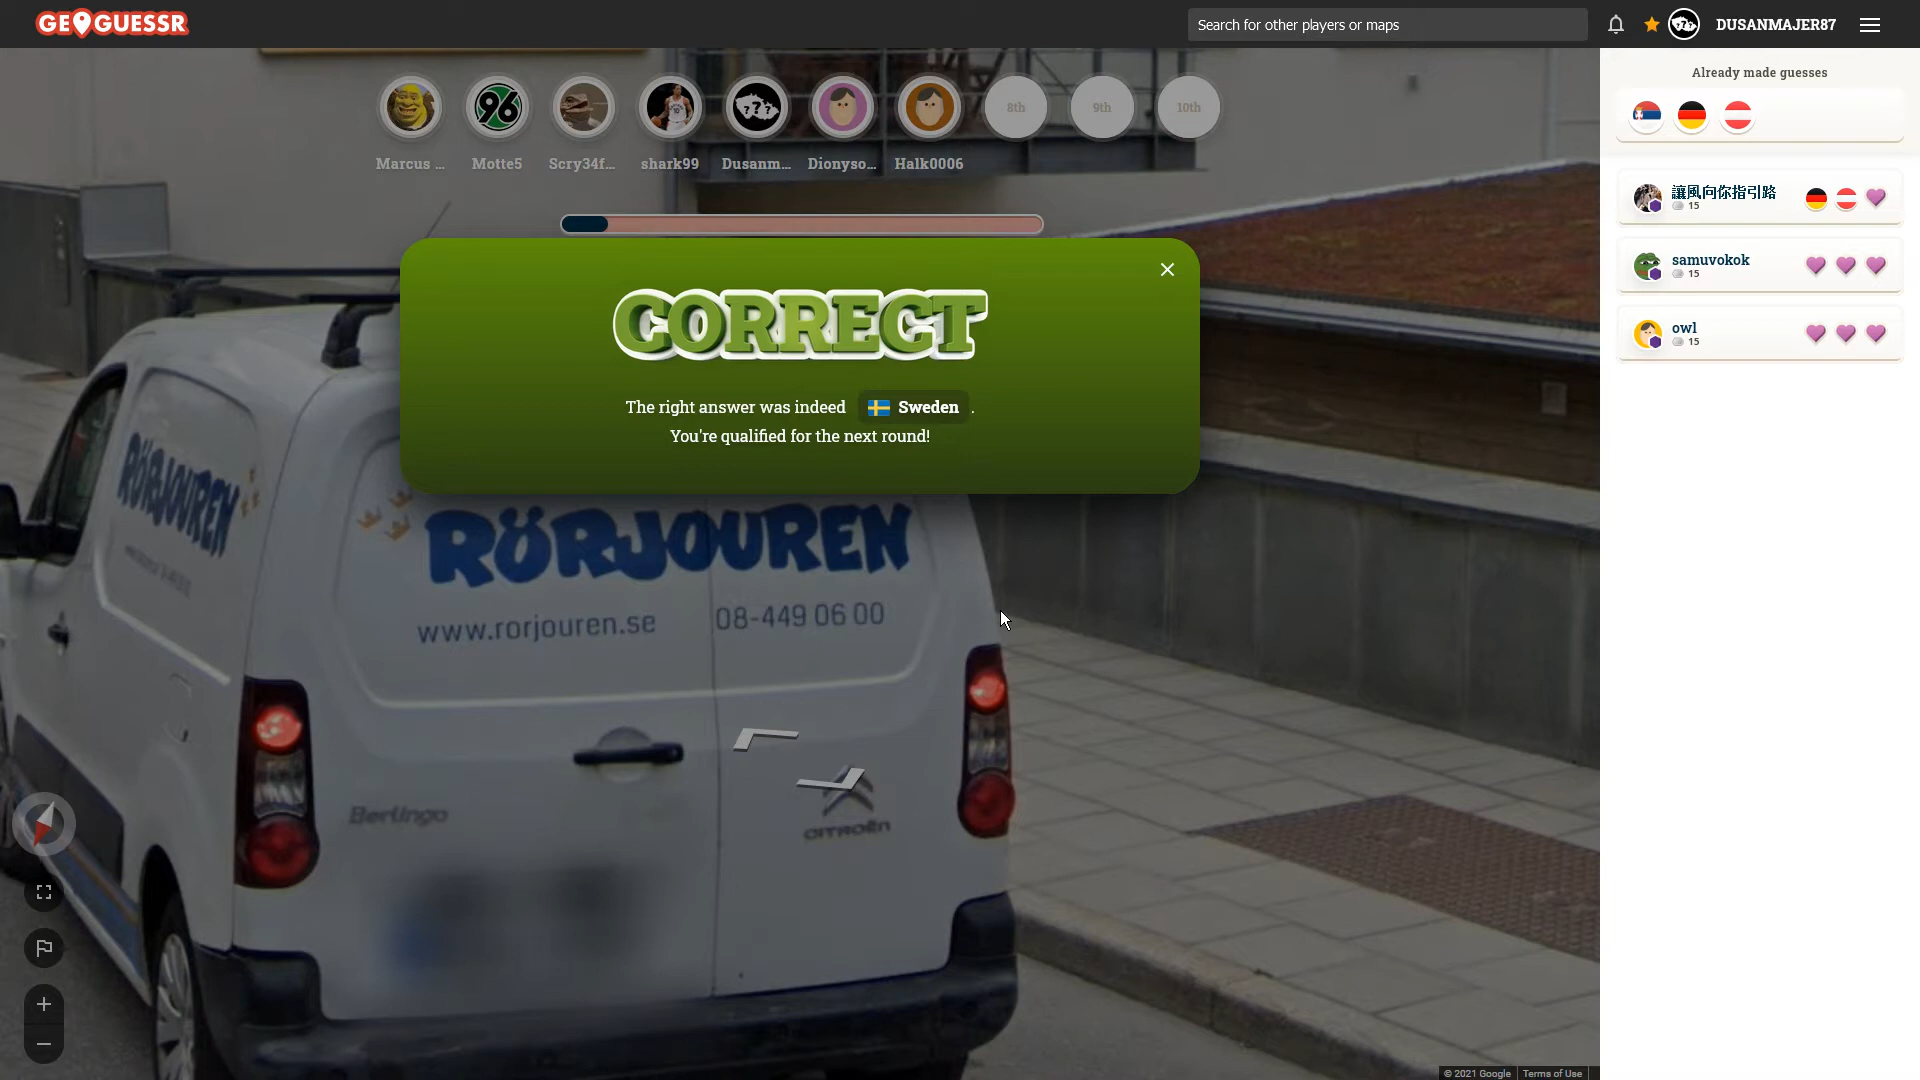 GEOGUESSR
Search for other players or maps
DUSANMAJER87
Already made guesses
96
???
8th
9th
10th
Marcus ...
Motte5
Scry34f...
shark99
Dusanm...
Dionyso...
Halk0006
讓風向你指引路
15
samuvokok
15
owl
15
CORRECT
The right answer was indeed Sweden .
You're qualified for the next round!
RÖRJOUREN
RÖRJOUREN
www.rorjouren.se 08-449 06 00
Berlingo
CITROËN
© 2021 Google
Terms of Use